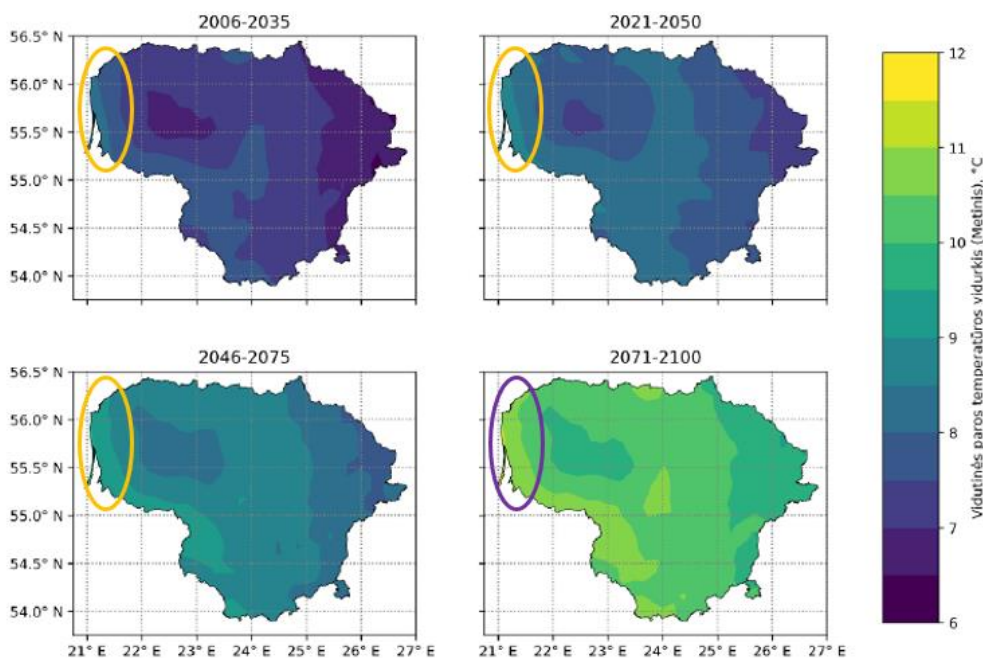 2006-2035
2021-2050
56.5° N
56.0° N
55.5° N
55.0° N
54.5° N
54.0° N
2046-2075
2071-2100
56.5° N
56.0° N
55.5° N
55.0° N
54.5° N
54.0° N
21° E 22° E 23° E 24° E 25° E 26° E 27° E
21° E 22° E 23° E 24° E 25° E 26° E 27° E
12
11
10
9
8
7
6
Vidutinės paros temperatūros vidurkis (Metinis), °C